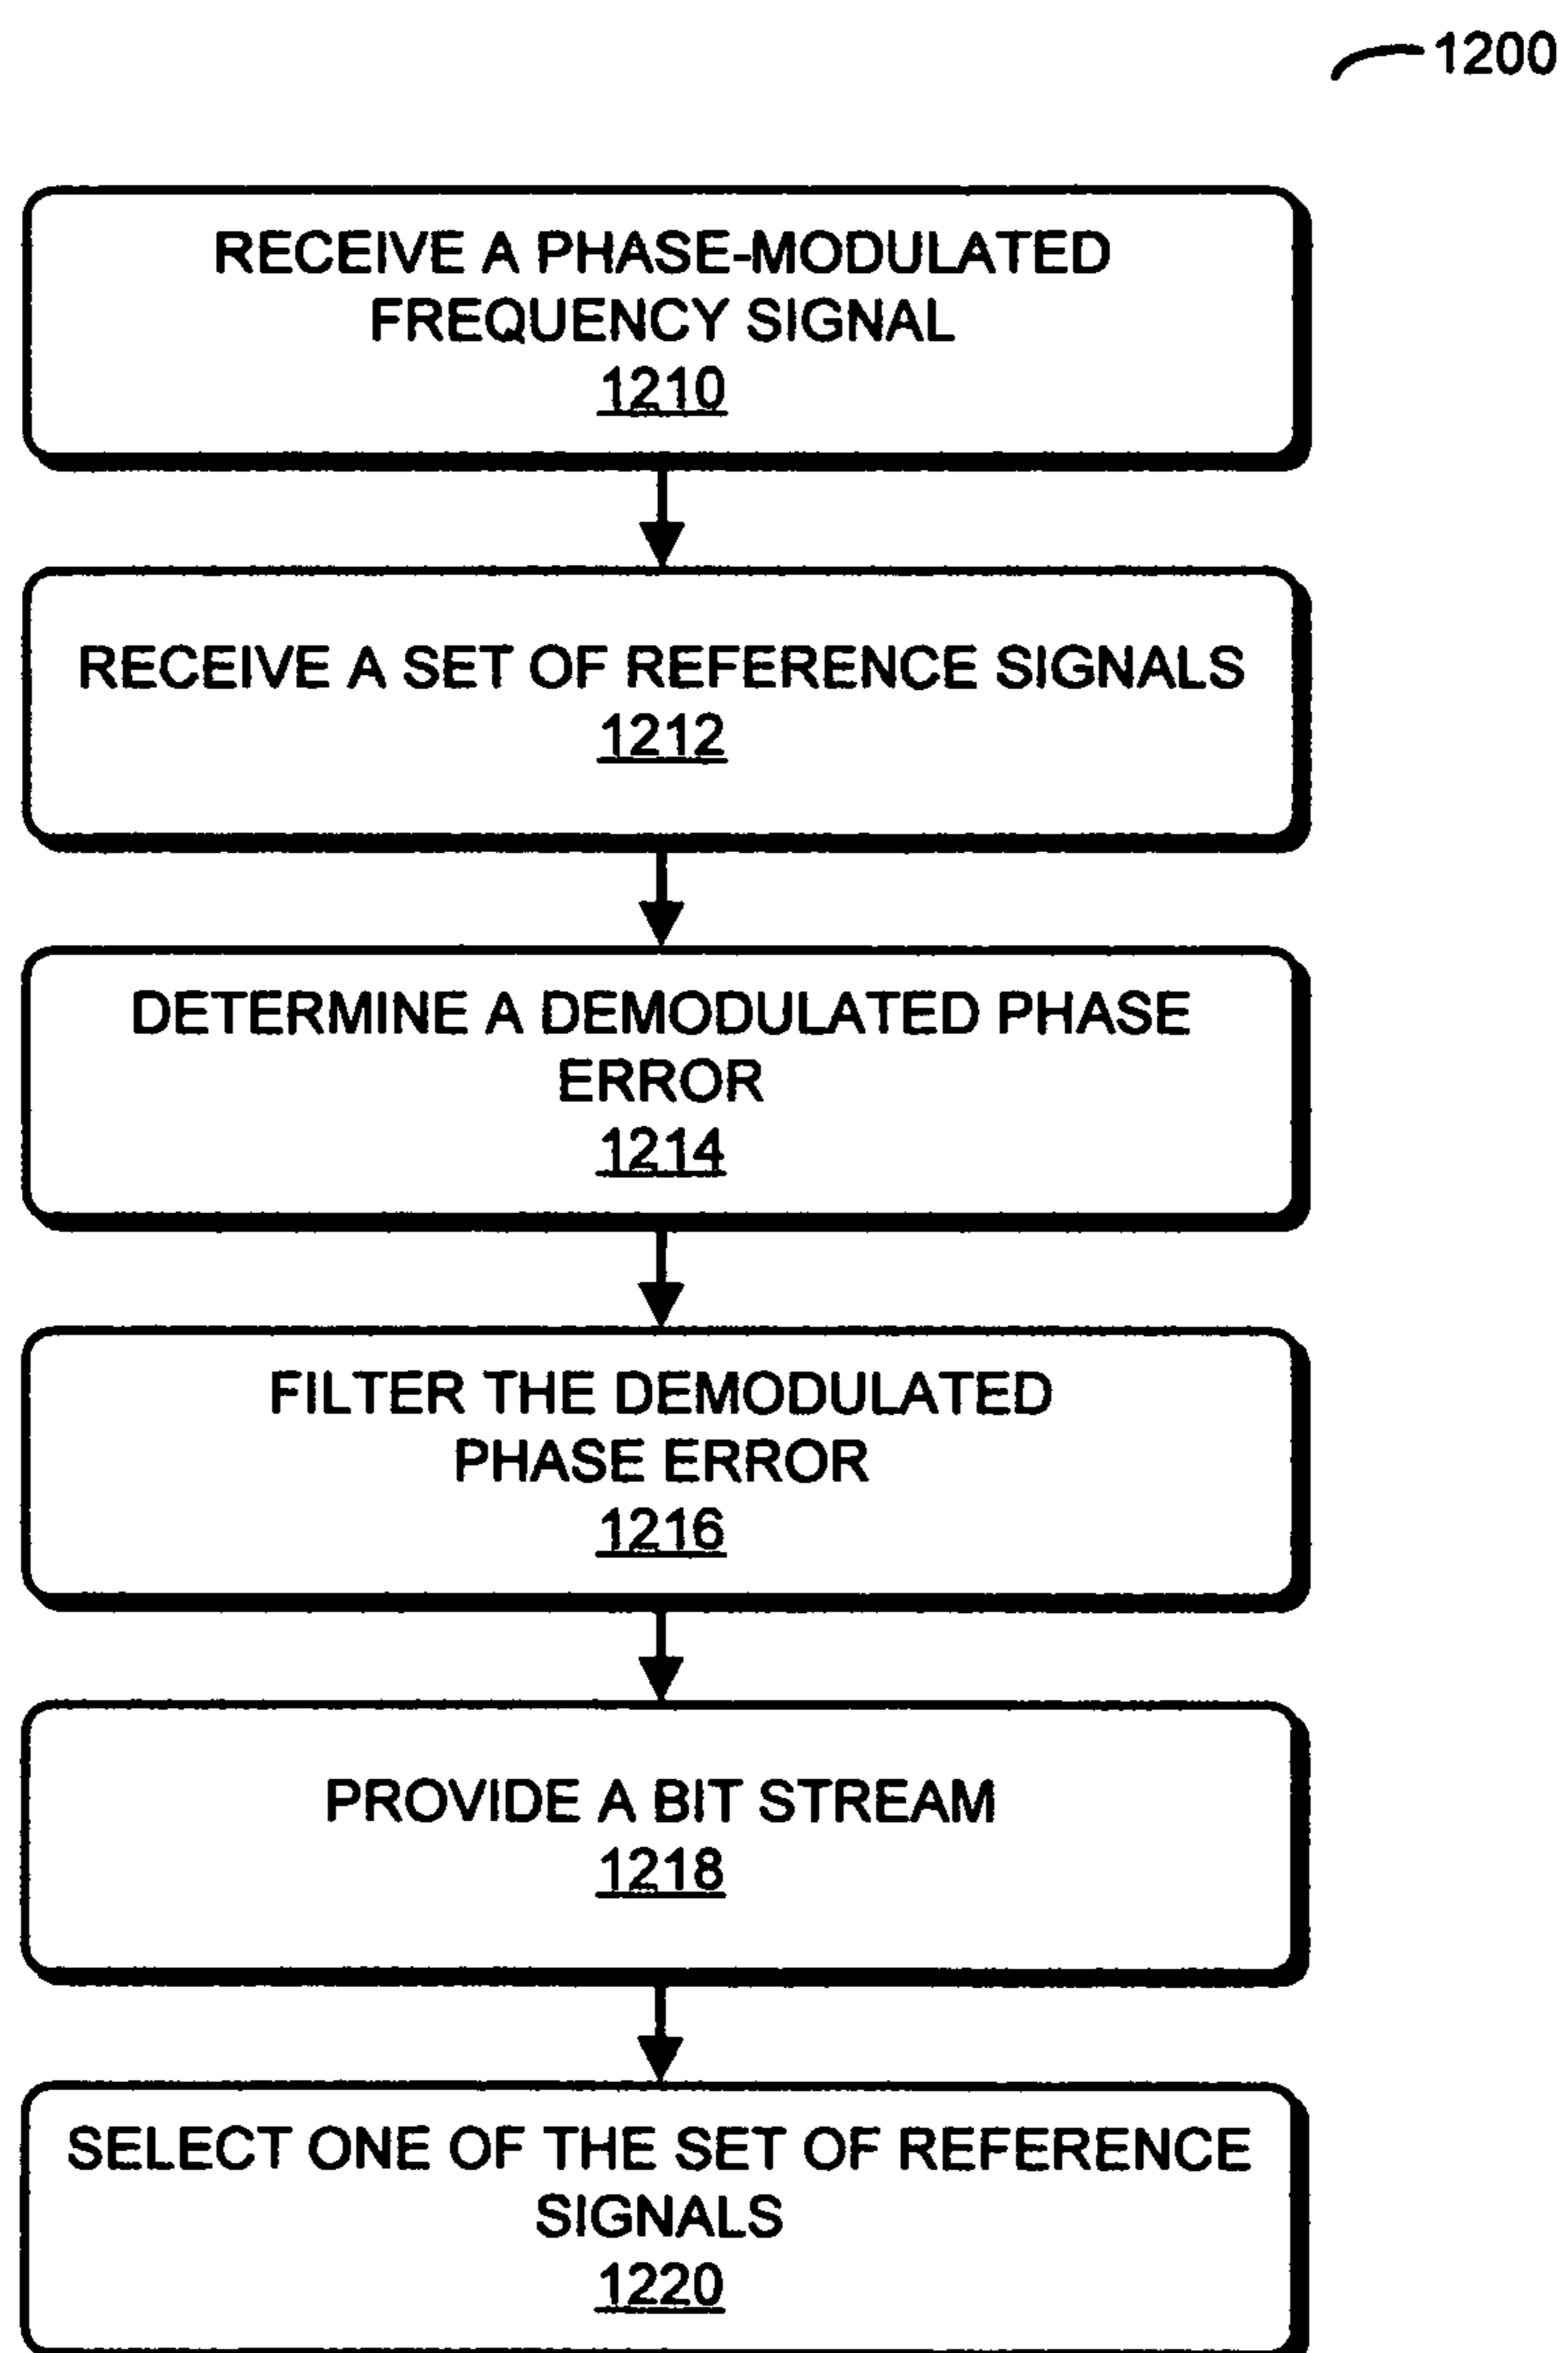 1200
RECEIVE A PHASE-MODULATED
FREQUENCY SIGNAL
1210
RECEIVE A SET OF REFERENCE SIGNALS
1212
DETERMINE A DEMODULATED PHASE
ERROR
1214
FILTER THE DEMODULATED
PHASE ERROR
1216
PROVIDE A BIT STREAM
1218
SELECT ONE OF THE SET OF REFERENCE
SIGNALS
1220